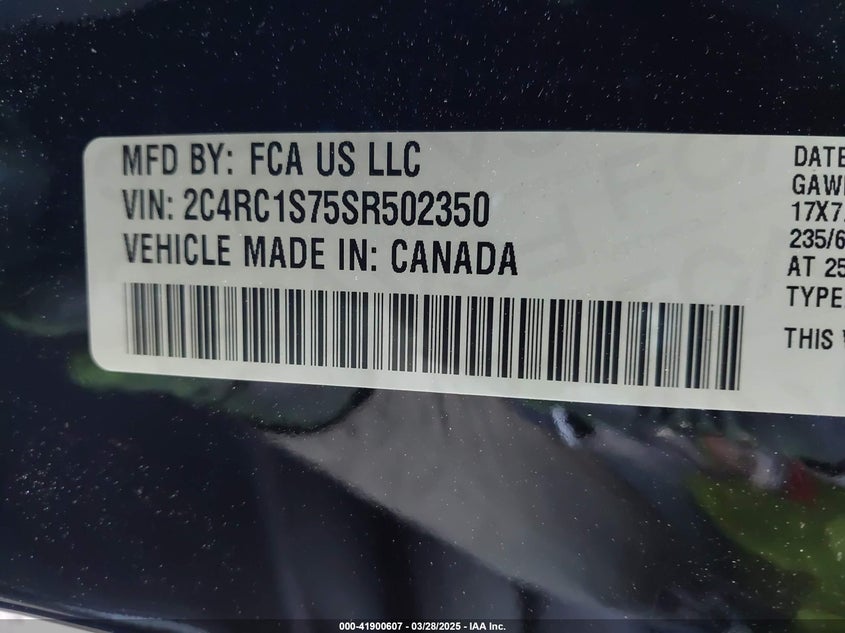 MFD BY: FCA US LLC
VIN: 2C4RC1S75SR502350
VEHICLE MADE IN: CANADA
DATE
GAW
17X7.
235/6
AT 25
TYPE
THIS
000-41900607 - 03/28/2025 - IAA Inc.